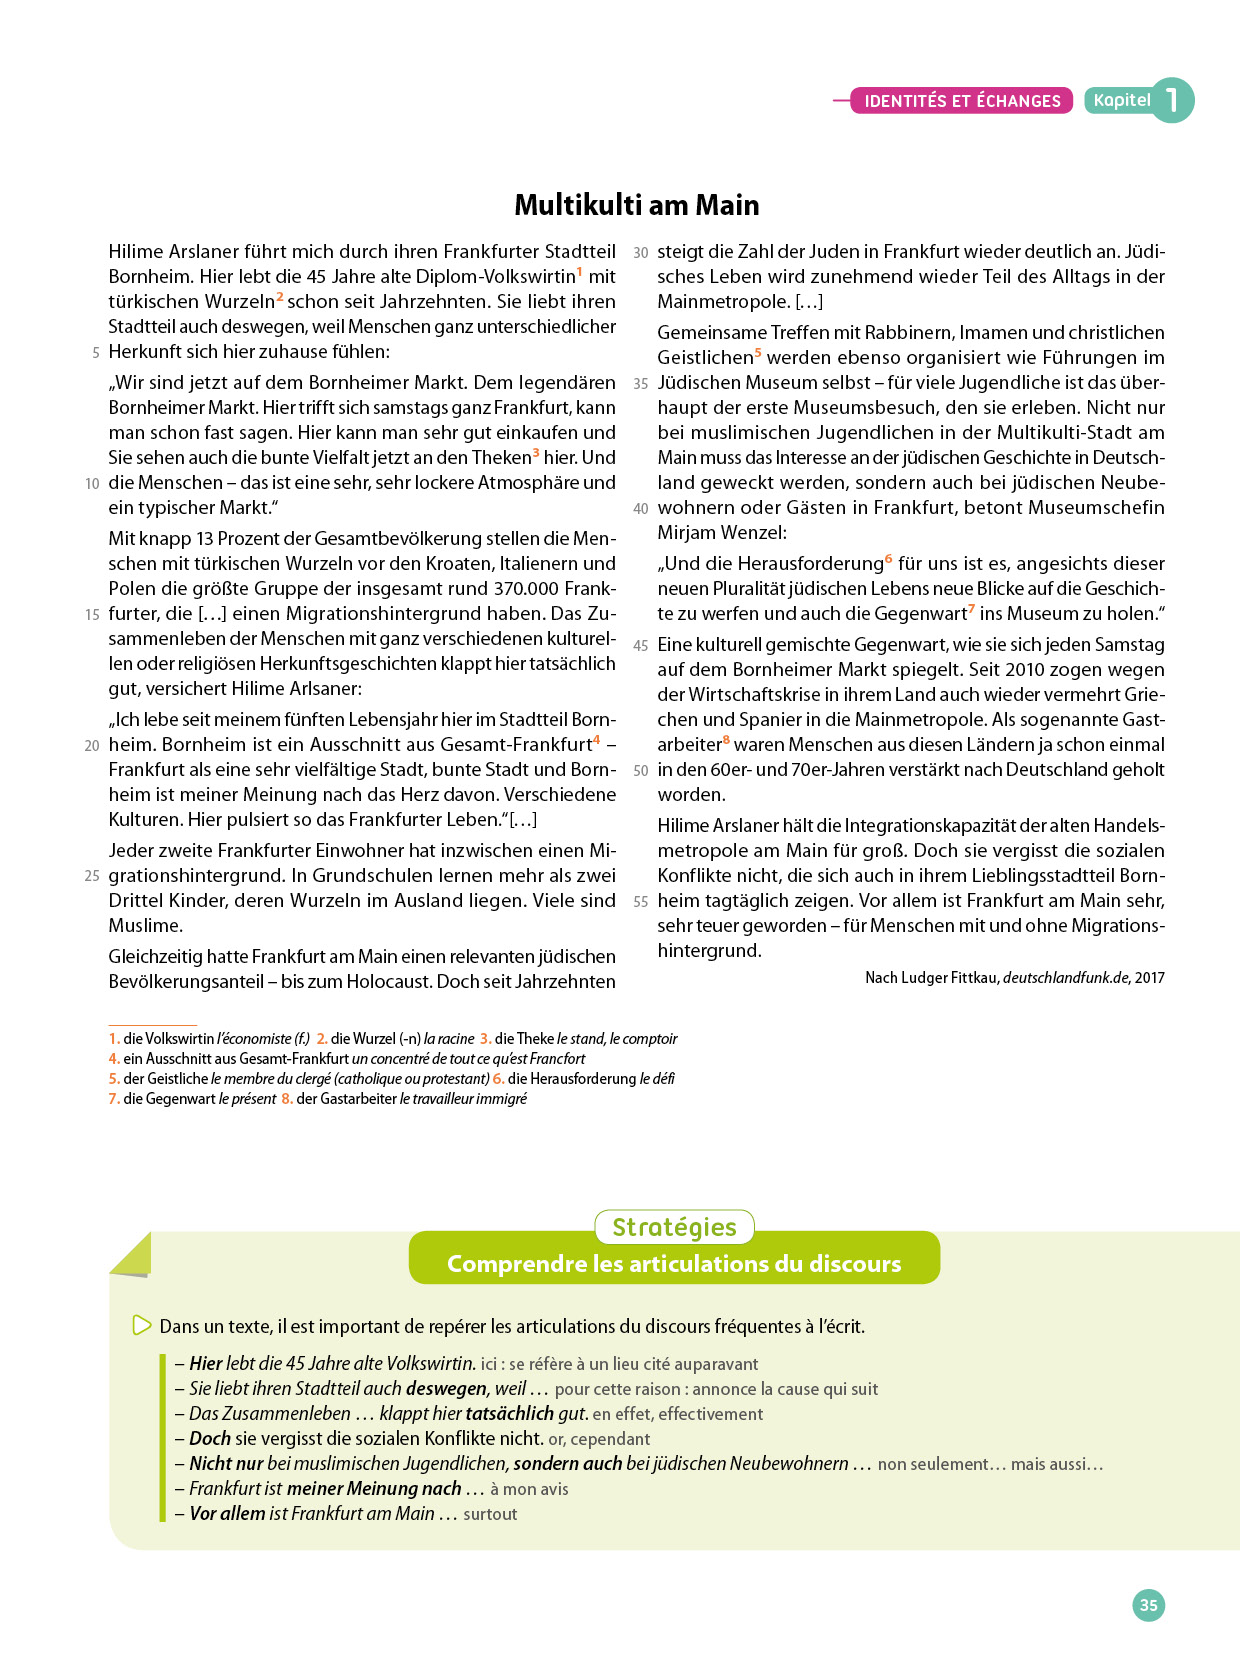 IDENTITÉS ET ÉCHANGES Kapitel 1
Multikulti am Main
Hilime Arslaner führt mich durch ihren Frankfurter Stadtteil
Bornheim. Hier lebt die 45 Jahre alte Diplom-Volkswirtin1 mit
türkischen Wurzeln2 schon seit Jahrzehnten. Sie liebt ihren
Stadtteil auch deswegen, weil Menschen ganz unterschiedlicher
5 Herkunft sich hier zuhause fühlen:
„Wir sind jetzt auf dem Bornheimer Markt. Dem legendären
Bornheimer Markt. Hier trifft sich samstags ganz Frankfurt, kann
man schon fast sagen. Hier kann man sehr gut einkaufen und
Sie sehen auch die bunte Vielfalt jetzt an den Theken3 hier. Und
10 die Menschen – das ist eine sehr, sehr lockere Atmosphäre und
ein typischer Markt.“
Mit knapp 13 Prozent der Gesamtbevölkerung stellen die Men-
schen mit türkischen Wurzeln vor den Kroaten, Italienern und
Polen die größte Gruppe der insgesamt rund 370.000 Frank-
15 furter, die […] einen Migrationshintergrund haben. Das Zu-
sammenleben der Menschen mit ganz verschiedenen kulturel-
len oder religiösen Herkunftsgeschichten klappt hier tatsächlich
gut, versichert Hilime Arlsaner:
„Ich lebe seit meinem fünften Lebensjahr hier im Stadtteil Born-
20 heim. Bornheim ist ein Ausschnitt aus Gesamt-Frankfurt4 –
Frankfurt als eine sehr vielfältige Stadt, bunte Stadt und Born-
heim ist meiner Meinung nach das Herz davon. Verschiedene
Kulturen. Hier pulsiert so das Frankfurter Leben.“[…]
Jeder zweite Frankfurter Einwohner hat inzwischen einen Mi-
25 grationshintergrund. In Grundschulen lernen mehr als zwei
Drittel Kinder, deren Wurzeln im Ausland liegen. Viele sind
Muslime.
Gleichzeitig hatte Frankfurt am Main einen relevanten jüdischen
Bevölkerungsanteil – bis zum Holocaust. Doch seit Jahrzehnten
30 steigt die Zahl der Juden in Frankfurt wieder deutlich an. Jüdi-
sches Leben wird zunehmend wieder Teil des Alltags in der
Mainmetropole. […]
Gemeinsame Treffen mit Rabbinern, Imamen und christlichen
Geistlichen5 werden ebenso organisiert wie Führungen im
35 Jüdischen Museum selbst – für viele Jugendliche ist das über-
haupt der erste Museumsbesuch, den sie erleben. Nicht nur
bei muslimischen Jugendlichen in der Multikulti-Stadt am
Main muss das Interesse an der jüdischen Geschichte in Deutsch-
land geweckt werden, sondern auch bei jüdischen Neube-
40 wohnern oder Gästen in Frankfurt, betont Museumschefin
Mirjam Wenzel:
„Und die Herausforderung6 für uns ist es, angesichts dieser
neuen Pluralität jüdischen Lebens neue Blicke auf die Geschich-
te zu werfen und auch die Gegenwart7 ins Museum zu holen.“
45 Eine kulturell gemischte Gegenwart, wie sie sich jeden Samstag
auf dem Bornheimer Markt spiegelt. Seit 2010 zogen wegen
der Wirtschaftskrise in ihrem Land auch wieder vermehrt Grie-
chen und Spanier in die Mainmetropole. Als sogenannte Gast-
arbeiter8 waren Menschen aus diesen Ländern ja schon einmal
50 in den 60er- und 70er-Jahren verstärkt nach Deutschland geholt
worden.
Hilime Arslaner hält die Integrationskapazität der alten Handels-
metropole am Main für groß. Doch sie vergisst die sozialen
Konflikte nicht, die sich auch in ihrem Lieblingsstadtteil Born-
55 heim tagtäglich zeigen. Vor allem ist Frankfurt am Main sehr,
sehr teuer geworden – für Menschen mit und ohne Migrations-
hintergrund.
Nach Ludger Fittkau, deutschlandfunk.de, 2017
1. die Volkswirtin l’économiste (f.) 2. die Wurzel (-n) la racine 3. die Theke le stand, le comptoir
4. ein Ausschnitt aus Gesamt-Frankfurt un concentré de tout ce qu’est Francfort
5. der Geistliche le membre du clergé (catholique ou protestant) 6. die Herausforderung le défi
7. die Gegenwart le présent 8. der Gastarbeiter le travailleur immigré
Stratégies
Comprendre les articulations du discours
Dans un texte, il est important de repérer les articulations du discours fréquentes à l’écrit.
– Hier lebt die 45 Jahre alte Volkswirtin. ici : se réfère à un lieu cité auparavant
– Sie liebt ihren Stadtteil auch deswegen, weil … pour cette raison : annonce la cause qui suit
– Das Zusammenleben … klappt hier tatsächlich gut. en effet, effectivement
– Doch sie vergisst die sozialen Konflikte nicht. or, cependant
– Nicht nur bei muslimischen Jugendlichen, sondern auch bei jüdischen Neubewohnern … non seulement… mais aussi…
– Frankfurt ist meiner Meinung nach … à mon avis
– Vor allem ist Frankfurt am Main … surtout
35